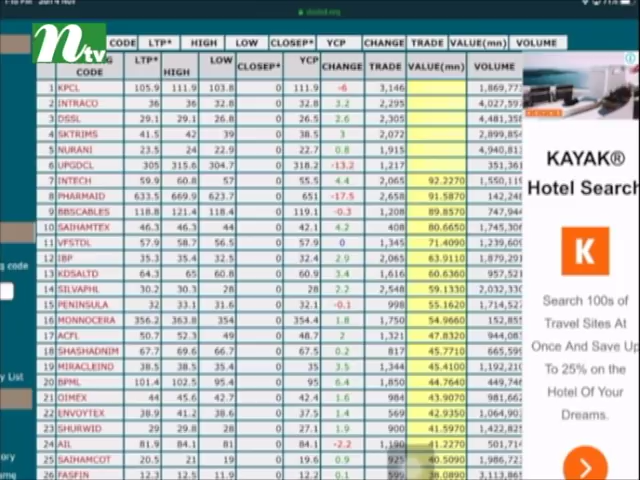 ntv
CODE LTP* HIGH LOW CLOSEP* YCP CHANGE TRADE VALUE(mn) VOLUME
CODE LTP* HIGH LOW CLOSEP* YCP CHANGE TRADE VALUE(mn) VOLUME
1 KPCL 105.9 111.9 103.8 0 111.9 -6 3,146
2 INTRACO 36 36 32.8 0 32.8 3.2 2,295
3 DSSL 29.1 29.1 26.8 0 26.5 2.6 2,305
4 SKTRIMS 41.5 42 39 0 38.5 3 2,072
5 NURANI 23.5 24 22.9 0 22.7 0.8 1,915
6 UPGDCL 305 315.6 304.7 0 318.2 -13.2 1,217
7 INTECH 59.9 60.8 57 0 55.5 4.4 2,065 92.2270
8 PHARMAID 633.5 669.9 623.7 0 651 -17.5 2,658 91.5870
9 BBSCABLES 118.8 121.4 118.4 0 119.1 -0.3 1,208 89.8570
10 SAIHAMTEX 46.3 46.3 44 0 42.1 4.2 408 80.6650
11 VFSTDL 57.9 58.7 56.5 0 57.9 0 1,345 71.4090
12 IBP 35.3 35.4 32.5 0 32.4 2.9 2,065 63.9110
13 KDSALTD 64.3 65 60.8 0 60.9 3.4 1,616 60.6360
14 SILVAPHL 30.2 30.3 28 0 28 2.2 2,548 59.1330
15 PENINSULA 32 33.1 31.6 0 32.1 -0.1 998 55.1620
16 MONNOCERA 356.2 363.8 354 0 354.4 1.8 1,750 54.9660
17 ACFL 50.7 52.3 49 0 48.7 2 1,321 47.8320
18 SHASHADNIM 67.7 69.6 66.7 0 67.5 0.2 817 45.7710
19 MIRACLEIND 38.5 38.5 35.4 0 35 3.5 1,344 45.4100
20 BPML 101.4 102.5 95.4 0 95 6.4 1,850 44.7640
21 OIMEX 44 45.6 42.7 0 42.4 1.6 984 43.9070
22 ENVOYTEX 38.9 41.2 38.6 0 37.5 1.4 569 42.9350
23 SHURWID 29 29.8 28 0 27.1 1.9 900 41.5970
24 AIL 81.9 84.1 81 0 84.1 -2.2 1,190 41.2270
25 SAIHAMCOT 20.5 21 19 0 19.6 0.9 925 40.5090
26 FASFIN 12.3 12.5 11.9 0 12.2 0.1 38.0890
KAYAK®
Hotel Search
K
Search 100s of
Travel Sites At
Once And Save Up
To 25% on the
Hotel Of Your
Dreams.
code
y List